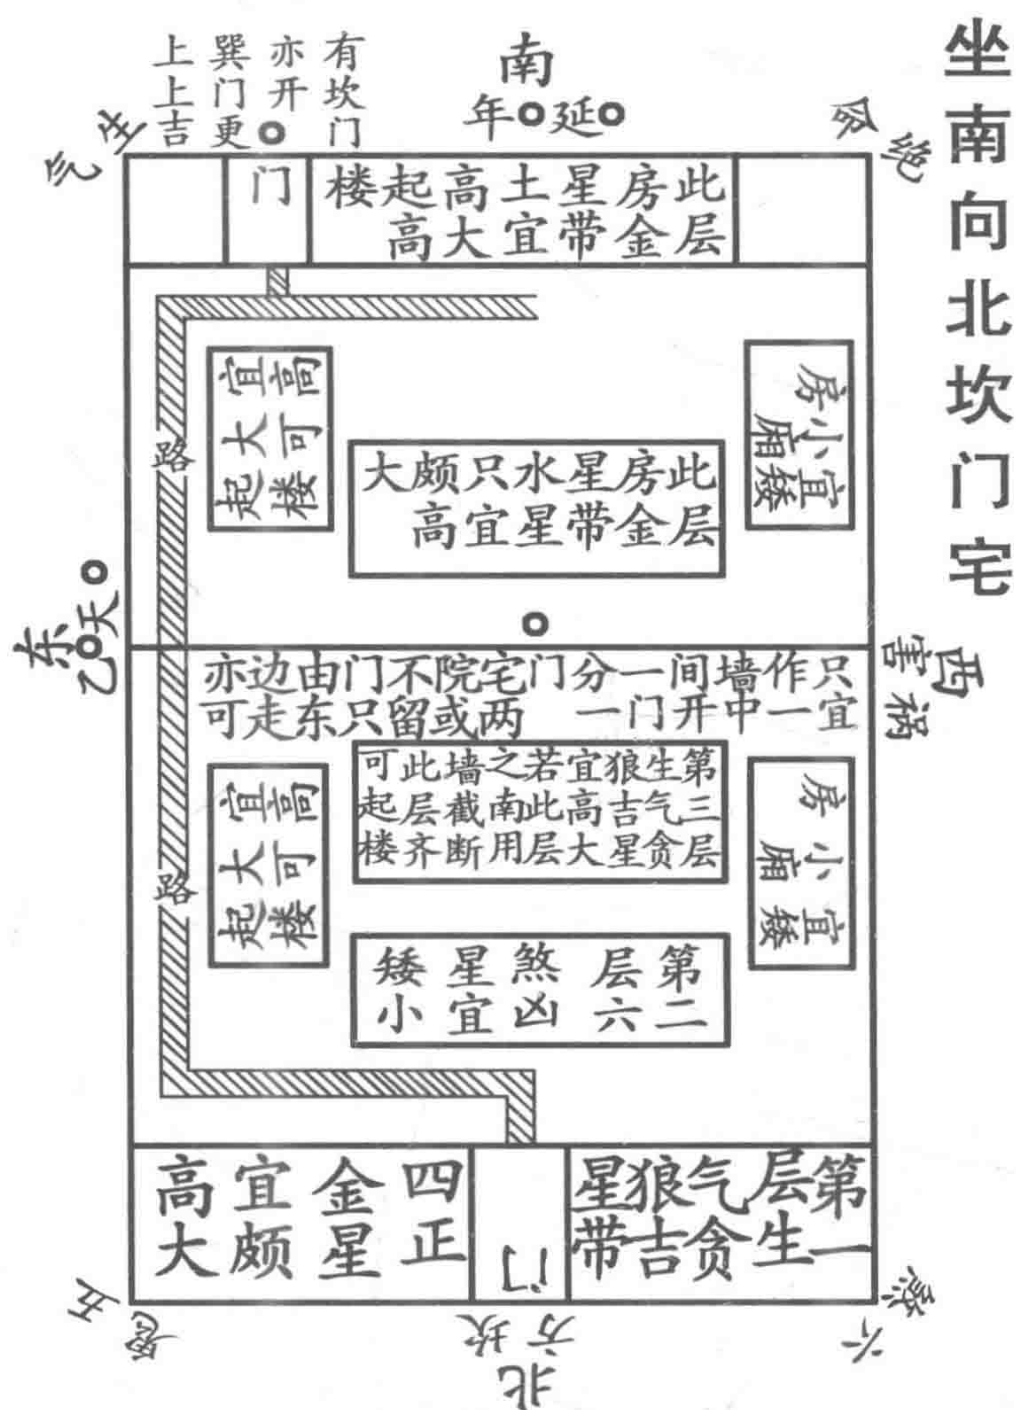 坐南向北坎门宅
南
延年
有坎门
亦开
巽门更
上上吉
生气
绝命
门
此层房金星带土宜高大起高楼
宜高大可起楼
宜矮小厢房
此层房金星带水星只宜颇高大
路
东
天乙
西
祸害
只宜作一墙中间开一门分一门宅两院或不留门只由东边走亦可
第三层生气贪狼吉星宜高大若此层之南用墙截断此层齐可起楼
宜高大可起楼
宜矮小厢房
路
第二层六煞凶星宜矮小
第一层生气贪狼吉星带
门
四正金星宜颇高大
六煞
五鬼
坎方
北